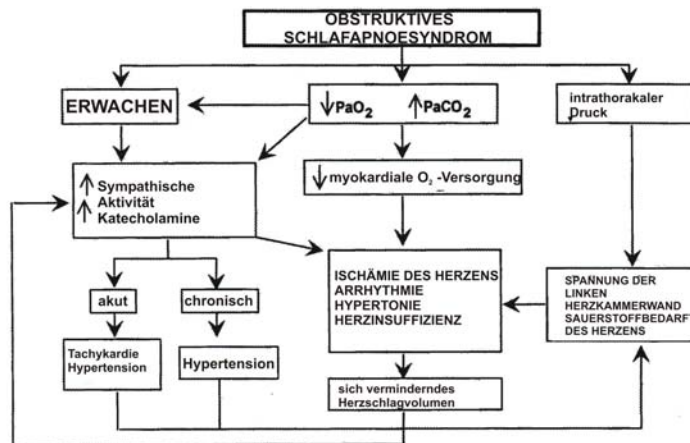 OBSTRUKTIVES
SCHLAFAPNOESYNDROM
ERWACHEN
↓PaO₂ ↑PaCO₂
intrathorakaler
Druck
↑ Sympathische
Aktivität
↑ Katecholamine
↓ myokardiale O₂ -Versorgung
akut
chronisch
ISCHÄMIE DES HERZENS
ARRHYTHMIE
HYPERTONIE
HERZINSUFFIZIENZ
SPANNUNG DER
LINKEN
HERZKAMMERWAND
SAUERSTOFFBEDARF
DES HERZENS
Tachykardie
Hypertension
Hypertension
sich verminderndes
Herzschlagvolumen